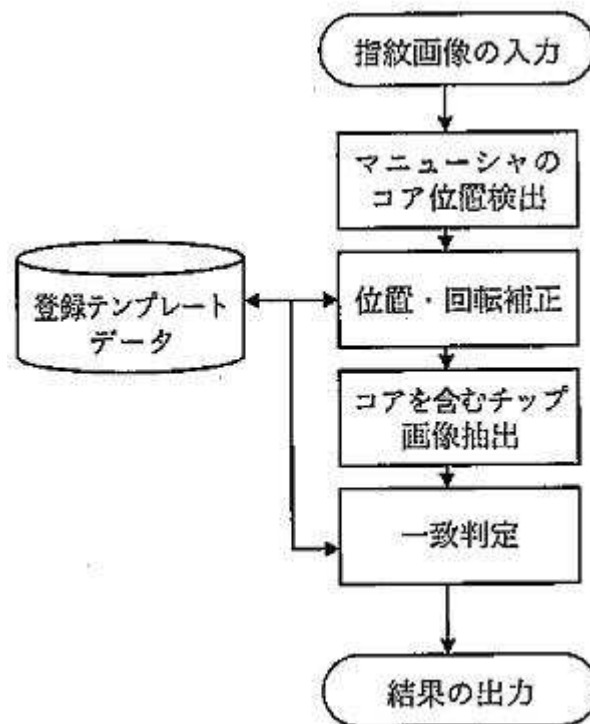 指紋画像の入力
マニューシャの
コア位置検出
登録テンプレート
データ
位置・回転補正
コアを含むチップ
画像抽出
一致判定
結果の出力